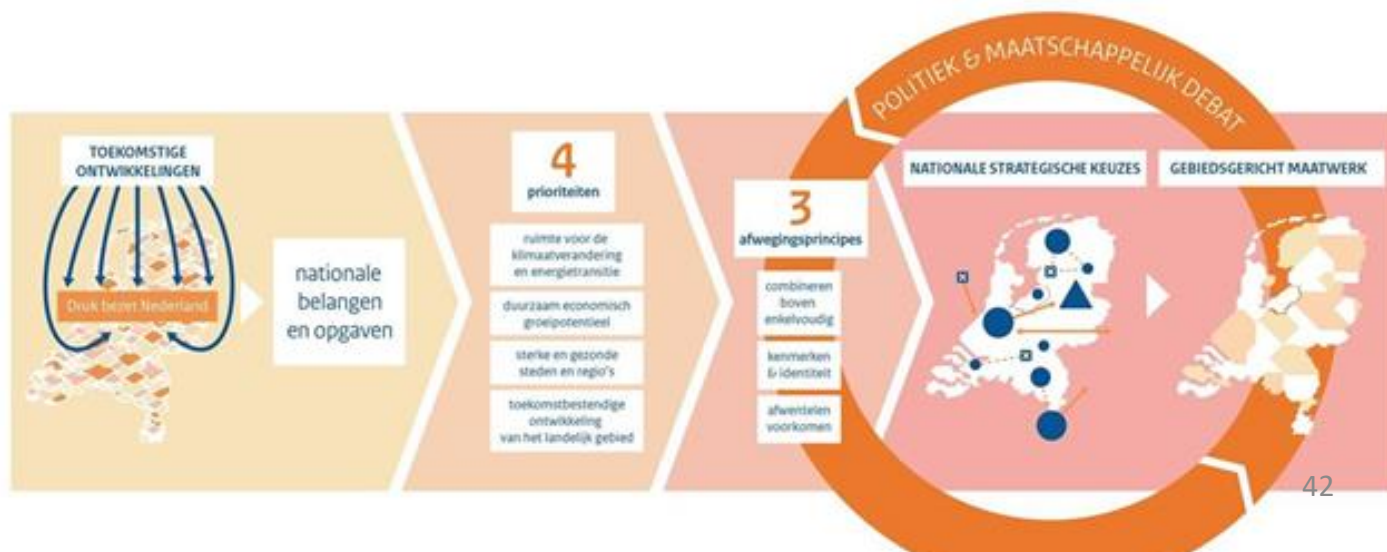 POLITIEK & MAATSCHAPPELIJK DEBAT
TOEKOMSTIGE
ONTWIKKELINGEN
Druk bezet Nederland
nationale
belangen
en opgaven
4
prioriteiten
ruimte voor de
klimaatverandering
en energietransitie
duurzaam economisch
groeipotentieel
sterke en gezonde
steden en regio's
toekomstbestendige
ontwikkeling
van het landelijk gebied
3
afwegingsprincipes
combineren
boven
enkelvoudig
kenmerken
& identiteit
afwentelen
voorkomen
NATIONALE STRATEGISCHE KEUZES
GEBIEDSGERICHT MAATWERK
42